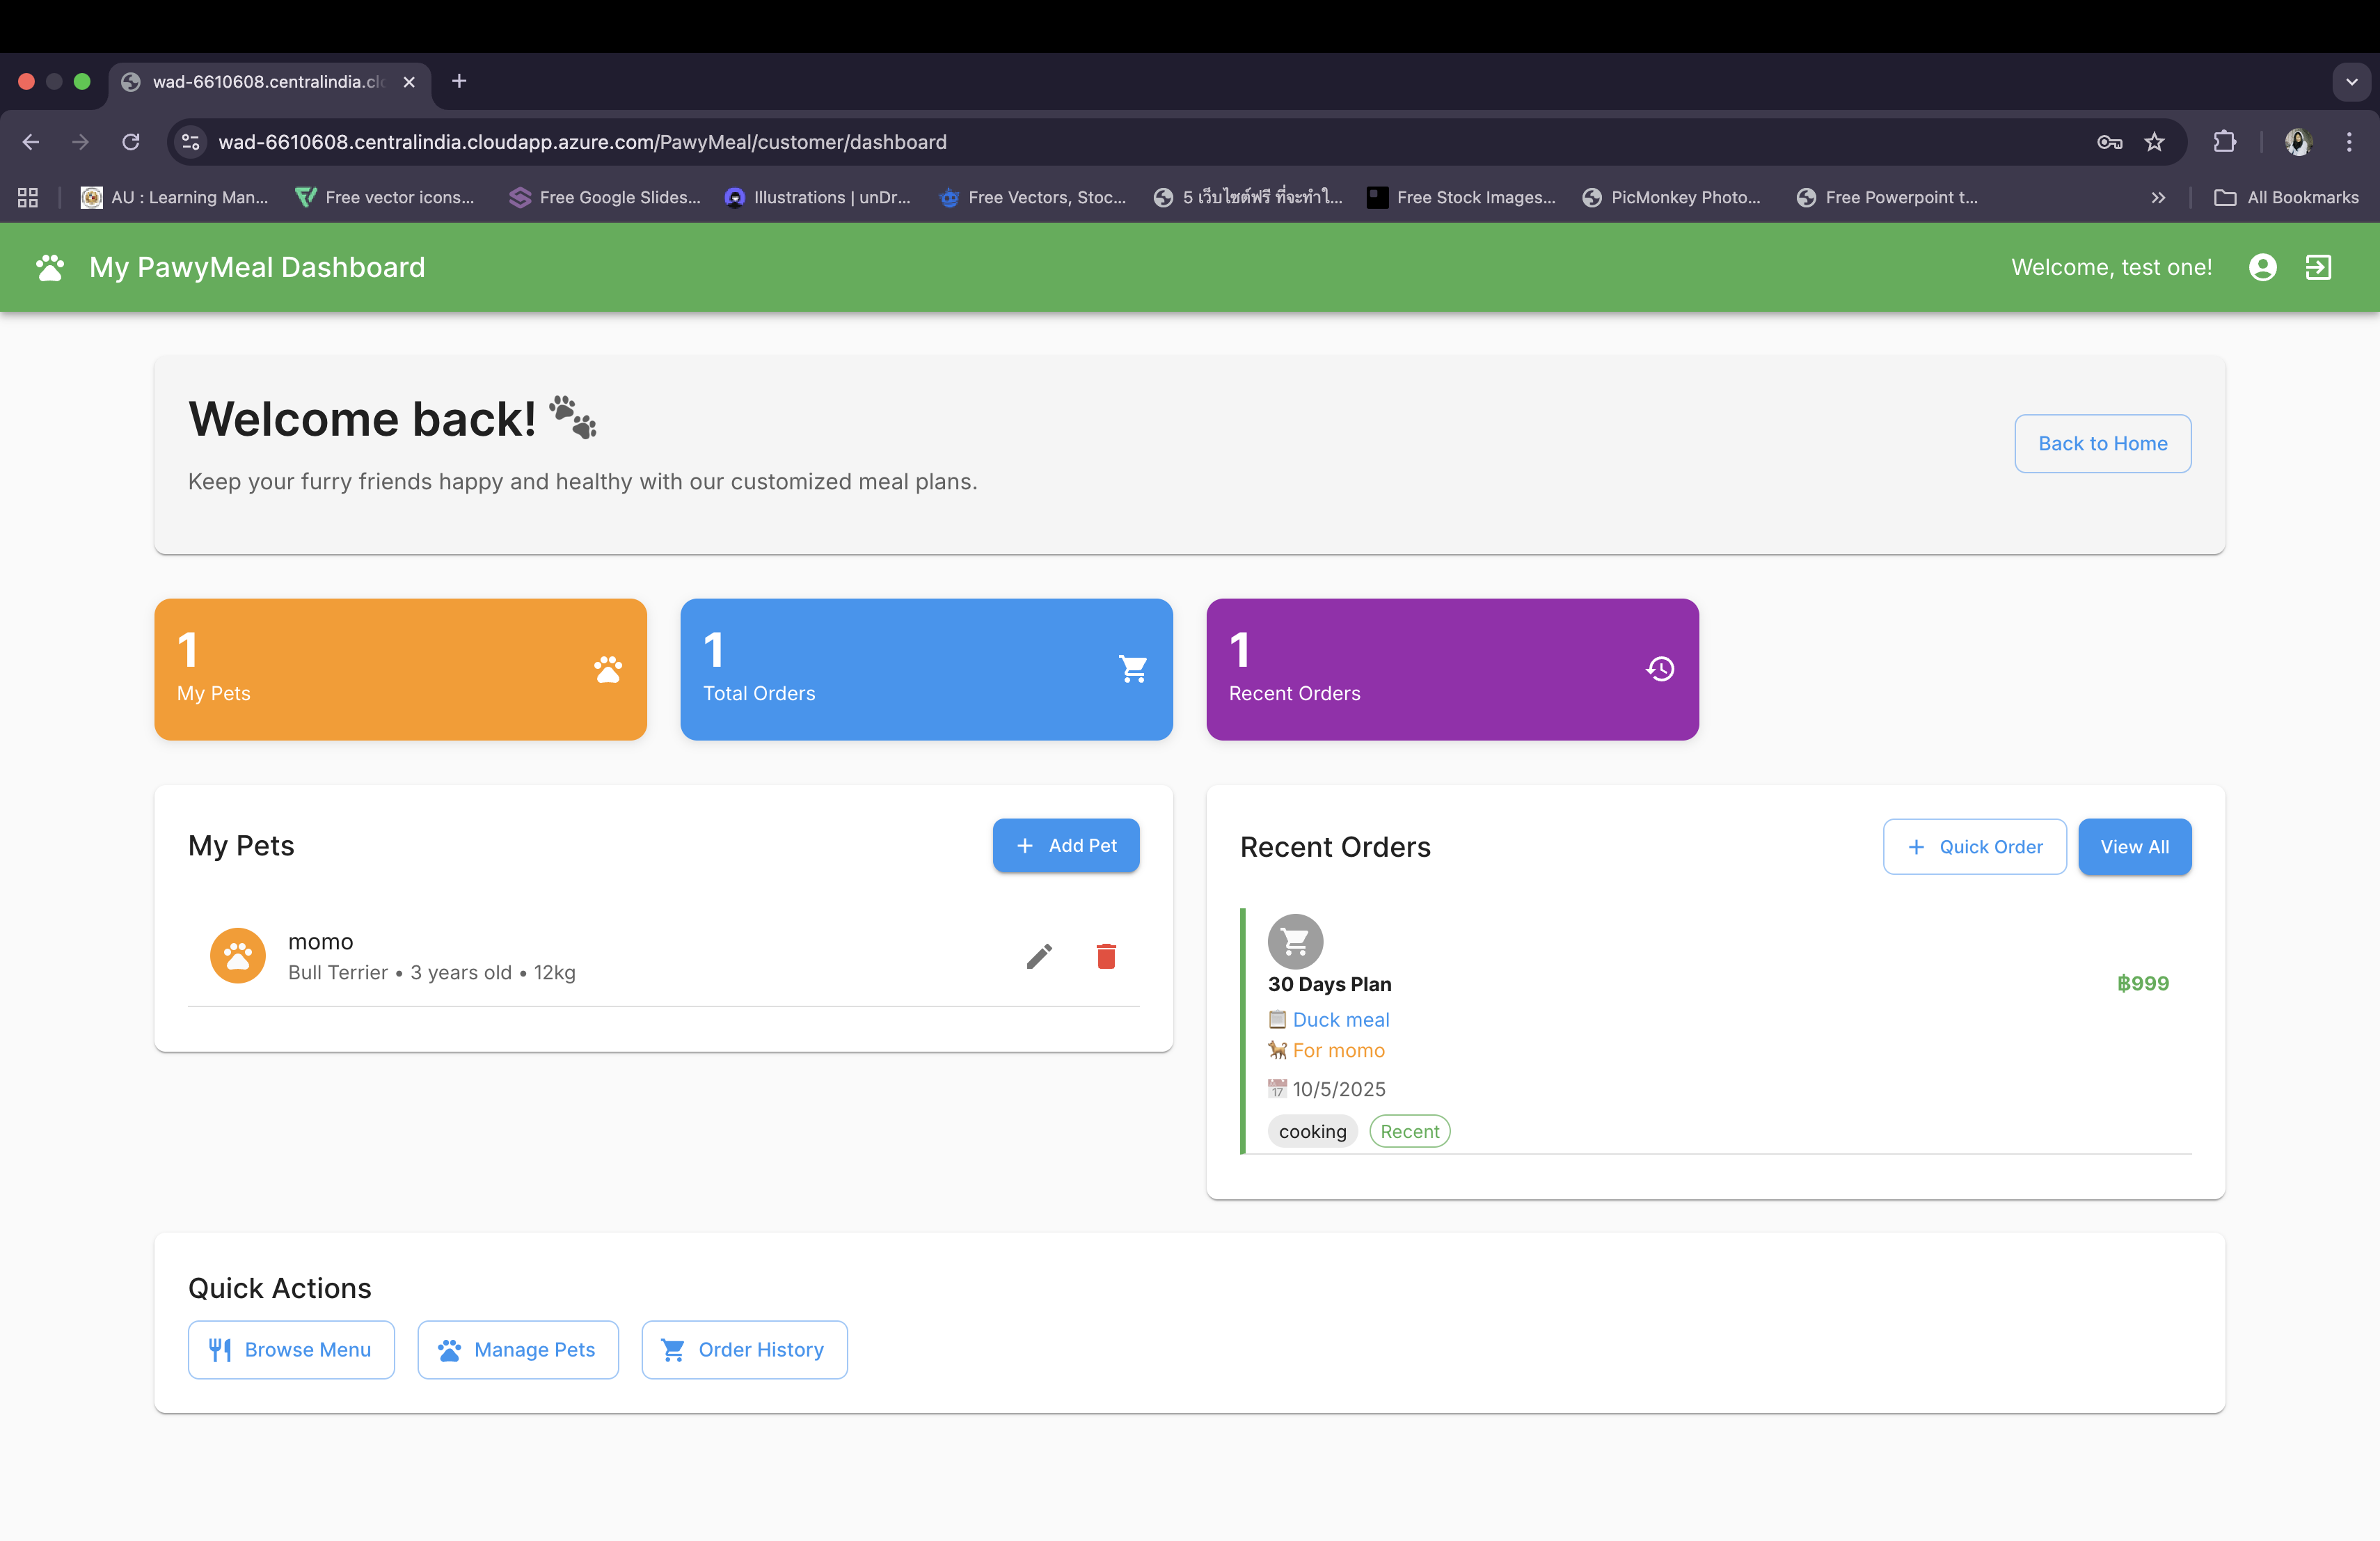 wad-6610608.centralindia.clo
wad-6610608.centralindia.cloudapp.azure.com/PawyMeal/customer/dashboard
AU : Learning Man...
Free vector icons...
Free Google Slides...
Illustrations | unDr...
Free Vectors, Stoc...
5 เว็บไซต์ฟรี ที่จะทำใ...
Free Stock Images...
PicMonkey Photo...
Free Powerpoint t...
All Bookmarks
My PawyMeal Dashboard
Welcome, test one!
Welcome back!
Keep your furry friends happy and healthy with our customized meal plans.
Back to Home
1
My Pets
1
Total Orders
1
Recent Orders
My Pets
+ Add Pet
momo
Bull Terrier • 3 years old • 12kg
Recent Orders
+ Quick Order
View All
30 Days Plan
฿999
Duck meal
For momo
17 10/5/2025
cooking
Recent
Quick Actions
Browse Menu
Manage Pets
Order History